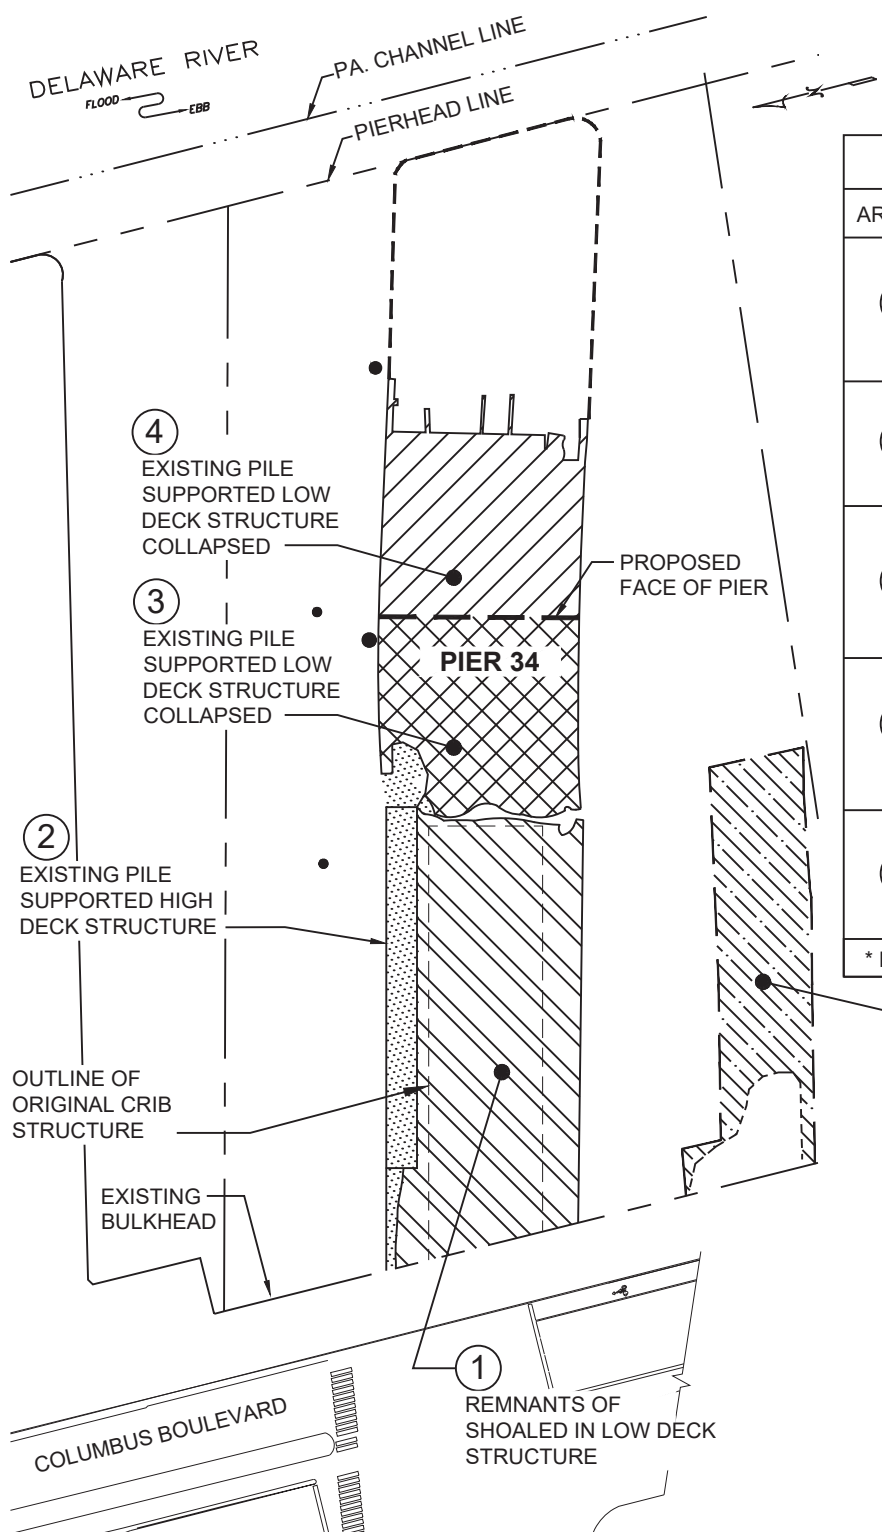 DELAWARE RIVER
FLOOD
EBB
PA. CHANNEL LINE
PIERHEAD LINE
N
AR
4
EXISTING PILE
SUPPORTED LOW
DECK STRUCTURE
COLLAPSED
PROPOSED
FACE OF PIER
3
EXISTING PILE
SUPPORTED LOW
DECK STRUCTURE
COLLAPSED
PIER 34
2
EXISTING PILE
SUPPORTED HIGH
DECK STRUCTURE
OUTLINE OF
ORIGINAL CRIB
STRUCTURE
EXISTING
BULKHEAD
1
REMNANTS OF
SHOALED IN LOW DECK
STRUCTURE
COLUMBUS BOULEVARD